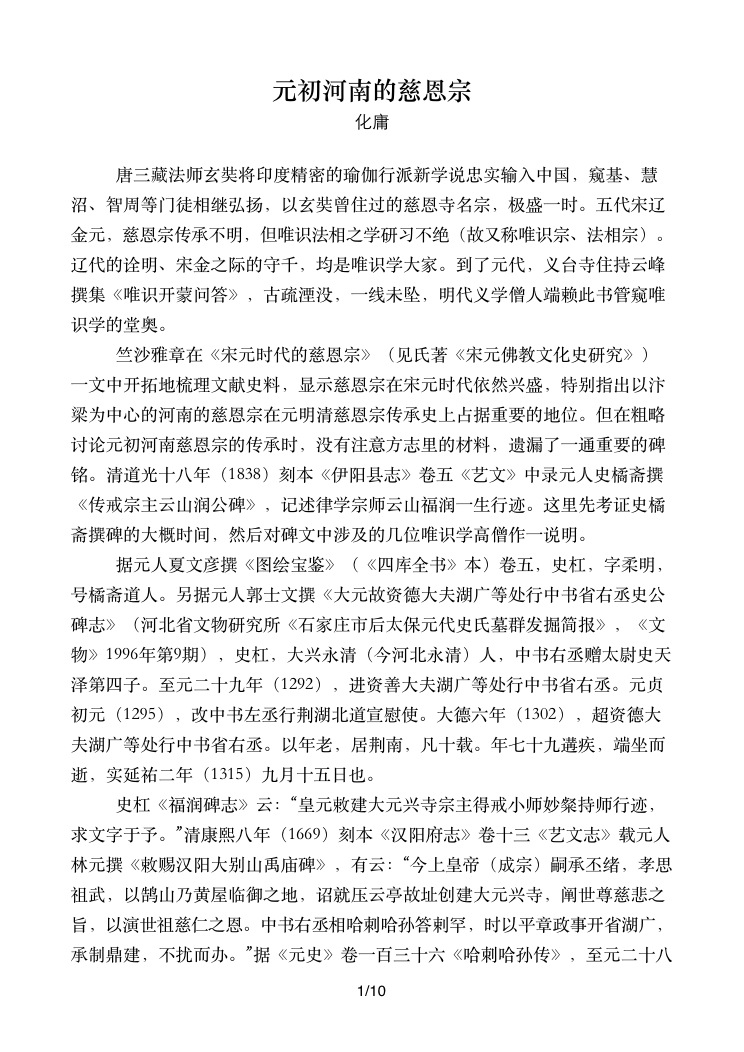 元初河南的慈恩宗
化庸
唐三藏法师玄奘将印度精密的瑜伽行派新学说忠实输入中国，窥基、慧
沼、智周等门徒相继弘扬，以玄奘曾住过的慈恩寺名宗，极盛一时。五代宋辽
金元，慈恩宗传承不明，但唯识法相之学研习不绝（故又称唯识宗、法相宗）。
辽代的诠明、宋金之际的守千，均是唯识学大家。到了元代，义台寺住持云峰
撰集《唯识开蒙问答》，古疏湮没，一线未坠，明代义学僧人端赖此书管窥唯
识学的堂奥。
竺沙雅章在《宋元时代的慈恩宗》（见氏著《宋元佛教文化史研究》）
一文中开拓地梳理文献史料，显示慈恩宗在宋元时代依然兴盛，特别指出以汴
梁为中心的河南的慈恩宗在元明清慈恩宗传承史上占据重要的地位。但在粗略
讨论元初河南慈恩宗的传承时，没有注意方志里的材料，遗漏了一通重要的碑
铭。清道光十八年（1838）刻本《伊阳县志》卷五《艺文》中录元人史橘斋撰
《传戒宗主云山润公碑》，记述律学宗师云山福润一生行迹。这里先考证史橘
斋撰碑的大概时间，然后对碑文中涉及的几位唯识学高僧作一说明。
据元人夏文彦撰《图绘宝鉴》（《四库全书》本）卷五，史杠，字柔明，
号橘斋道人。另据元人郭士文撰《大元故资德大夫湖广等处行中书省右丞史公
碑志》（河北省文物研究所《石家庄市后太保元代史氏墓群发掘简报》，《文
物》1996年第9期），史杠，大兴永清（今河北永清）人，中书右丞赠太尉史天
泽第四子。至元二十九年（1292），进资善大夫湖广等处行中书省右丞。元贞
初元（1295），改中书左丞行荆湖北道宣慰使。大德六年（1302），超资德大
夫湖广等处行中书省右丞。以年老，居荆南，凡十载。年七十九遘疾，端坐而
逝，实延祐二年（1315）九月十五日也。
史杠《福润碑志》云：“皇元敕建大元兴寺宗主得戒小师妙粲持师行迹，
求文字于予。”清康熙八年（1669）刻本《汉阳府志》卷十三《艺文志》载元人
林元撰《敕赐汉阳大别山禹庙碑》，有云：“今上皇帝（成宗）嗣承丕绪，孝思
祖武，以鹄山乃黄屋临御之地，诏就压云亭故址创建大元兴寺，阐世尊慈悲之
旨，以演世祖慈仁之恩。中书右丞相哈刺哈孙答剌罕，时以平章政事开省湖广，
承制鼎建，不扰而办。”据《元史》卷一百三十六《哈刺哈孙传》，至元二十八
1/10